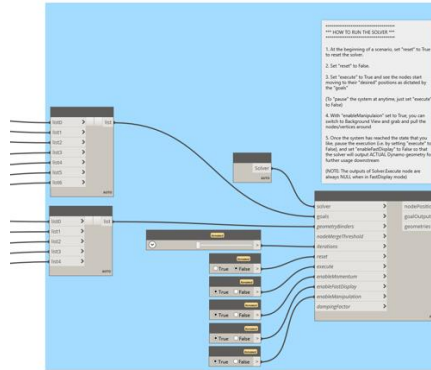 *** HOW TO RUN THE SOLVER ***
1. At the beginning of a scenario, set "reset" to True
to reset the solver.
2. Set "reset" to False.
3. Set "execute" to True and see the nodes start
moving to their "desired" positions as dictated by
the "goals"
(To "pause" the system at anytime, just set "execute"
to False)
4. With "enableManipulation" set to True, you can
switch to Background View and grab and pull the
nodes/vertices around
5. Once the system has reached the state that you
like, pause the execution (i.e. by setting "execute" to
False), and set "enableFastDisplay" to False so that
the solver will output ACTUAL Dynamo geometry for
further usage downstream
(NOTE: The outputs of Solver.Execute node are
always NULL when in FastDisplay mode)
list0 > list
list1 >
list2 >
list3 >
list4 >
list5 >
list6 >
auto
Solver
auto
list0 > list
list1 >
list2 >
list3 >
list4 >
auto
solver >
goals >
geometryBinders >
nodeMergeThreshold >
iterations >
reset >
execute >
enableMomentum >
enableFastDisplay >
enableManipulation >
dampingFactor >
nodePositio
goalOutput
geometries
True False >
True False >
True False >
True False >
True False >